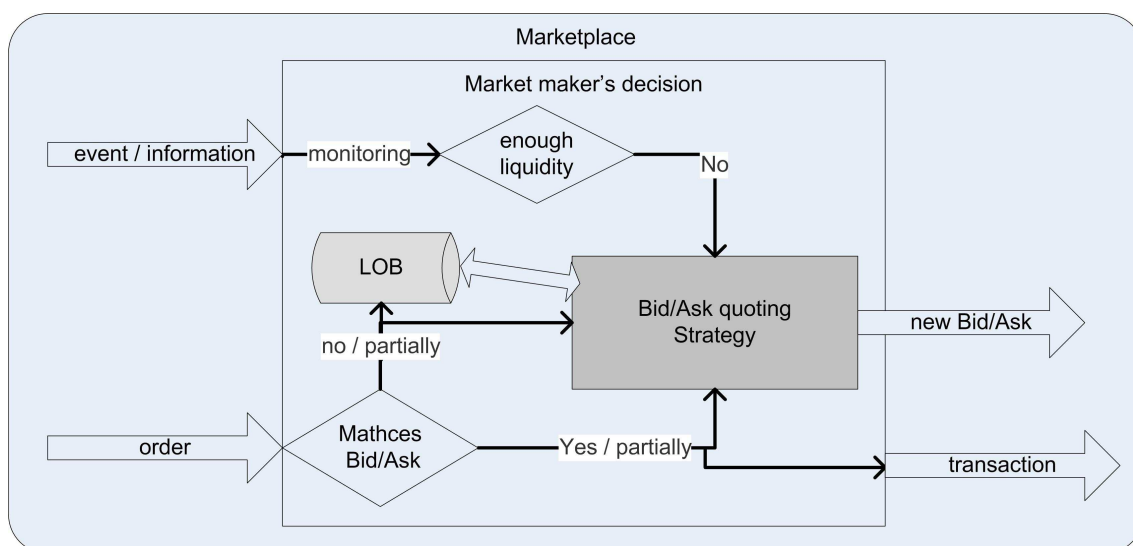 Marketplace
Market maker's decision
event / information
monitoring
enough
liquidity
No
LOB
Bid/Ask quoting
Strategy
new Bid/Ask
no / partially
order
Mathces
Bid/Ask
Yes / partially
transaction